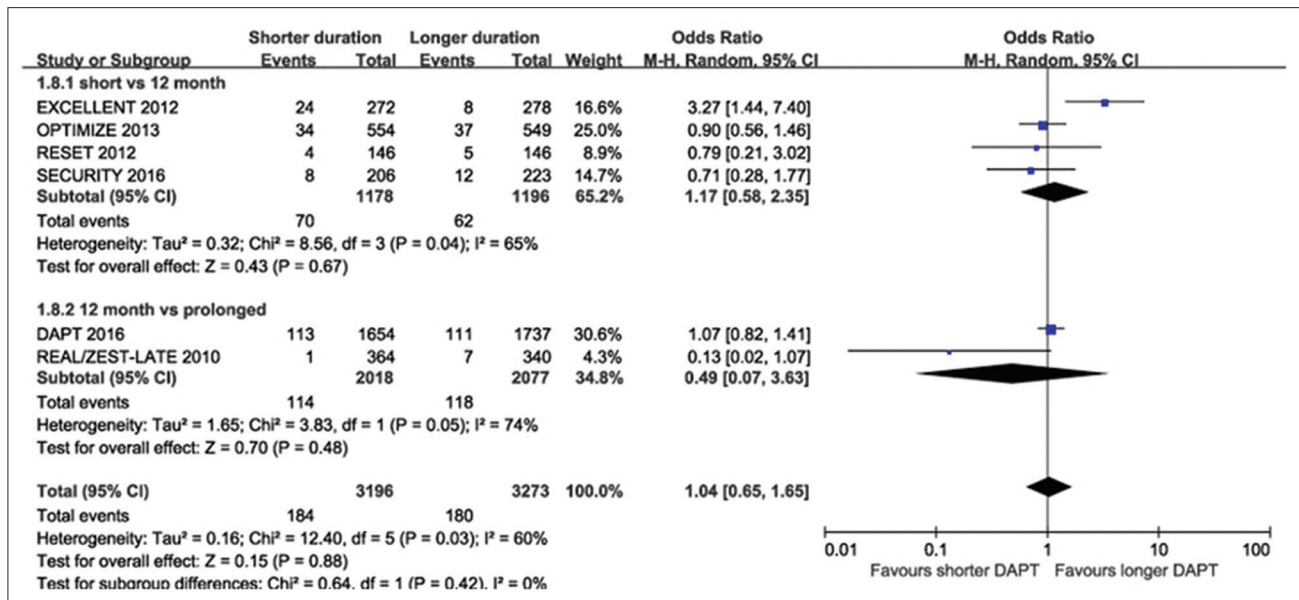 Shorter duration Longer duration Odds Ratio Odds Ratio
Study or Subgroup Events Total Events Total Weight M-H, Random, 95% CI M-H, Random, 95% CI
1.8.1 short vs 12 month
EXCELLENT 2012 24 272 8 278 16.6% 3.27 [1.44, 7.40]
OPTIMIZE 2013 34 554 37 549 25.0% 0.90 [0.56, 1.46]
RESET 2012 4 146 5 146 8.9% 0.79 [0.21, 3.02]
SECURITY 2016 8 206 12 223 14.7% 0.71 [0.28, 1.77]
Subtotal (95% CI) 1178 1196 65.2% 1.17 [0.58, 2.35]
Total events 70 62
Heterogeneity: Tau² = 0.32; Chi² = 8.56, df = 3 (P = 0.04); I² = 65%
Test for overall effect: Z = 0.43 (P = 0.67)
1.8.2 12 month vs prolonged
DAPT 2016 113 1654 111 1737 30.6% 1.07 [0.82, 1.41]
REAL/ZEST-LATE 2010 1 364 7 340 4.3% 0.13 [0.02, 1.07]
Subtotal (95% CI) 2018 2077 34.8% 0.49 [0.07, 3.63]
Total events 114 118
Heterogeneity: Tau² = 1.65; Chi² = 3.83, df = 1 (P = 0.05); I² = 74%
Test for overall effect: Z = 0.70 (P = 0.48)
Total (95% CI) 3196 3273 100.0% 1.04 [0.65, 1.65]
Total events 184 180
Heterogeneity: Tau² = 0.16; Chi² = 12.40, df = 5 (P = 0.03); I² = 60%
Test for overall effect: Z = 0.15 (P = 0.88)
Test for subgroup differences: Chi² = 0.64, df = 1 (P = 0.42), I² = 0%
0.01 0.1 1 10 100
Favours shorter DAPT Favours longer DAPT